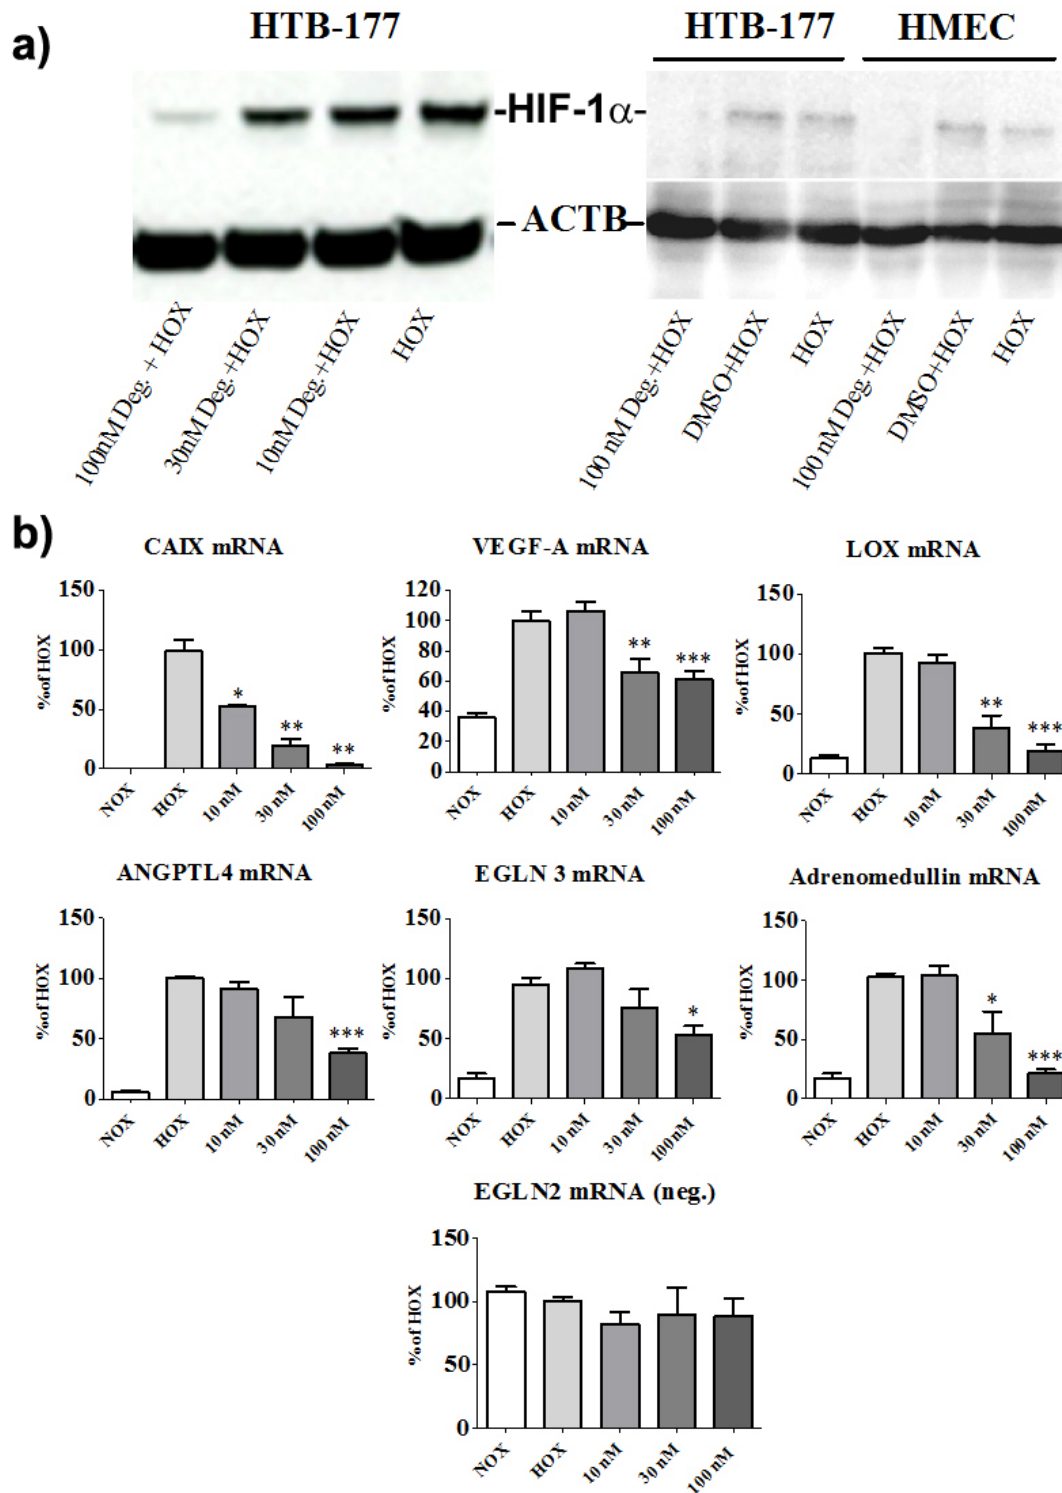 a)
HTB-177
HTB-177 HMEC
-HIF-1α-
- ACTB -
100nM Deg. + HOX
30nM Deg.+HOX
10nM Deg.+HOX
HOX
100 nM Deg.+HOX
DMSO+HOX
HOX
100 nM Deg.+HOX
DMSO+HOX
HOX
b)
CAIX mRNA
%of HOX
150
100
50
0
*
**
**
NOX
HOX
10 nM
30 nM
100 nM
VEGF-A mRNA
%of HOX
120
100
80
60
40
20
0
**
***
NOX
HOX
10 nM
30 nM
100 nM
LOX mRNA
%of HOX
150
100
50
0
**
***
NOX
HOX
10 nM
30 nM
100 nM
ANGPTL4 mRNA
%of HOX
150
100
50
0
***
NOX
HOX
10 nM
30 nM
100 nM
EGLN 3 mRNA
%of HOX
150
100
50
0
*
NOX
HOX
10 nM
30 nM
100 nM
Adrenomedullin mRNA
%of HOX
150
100
50
0
*
***
NOX
HOX
10 nM
30 nM
100 nM
EGLN2 mRNA (neg.)
%of HOX
150
100
50
0
NOX
HOX
10 nM
30 nM
100 nM